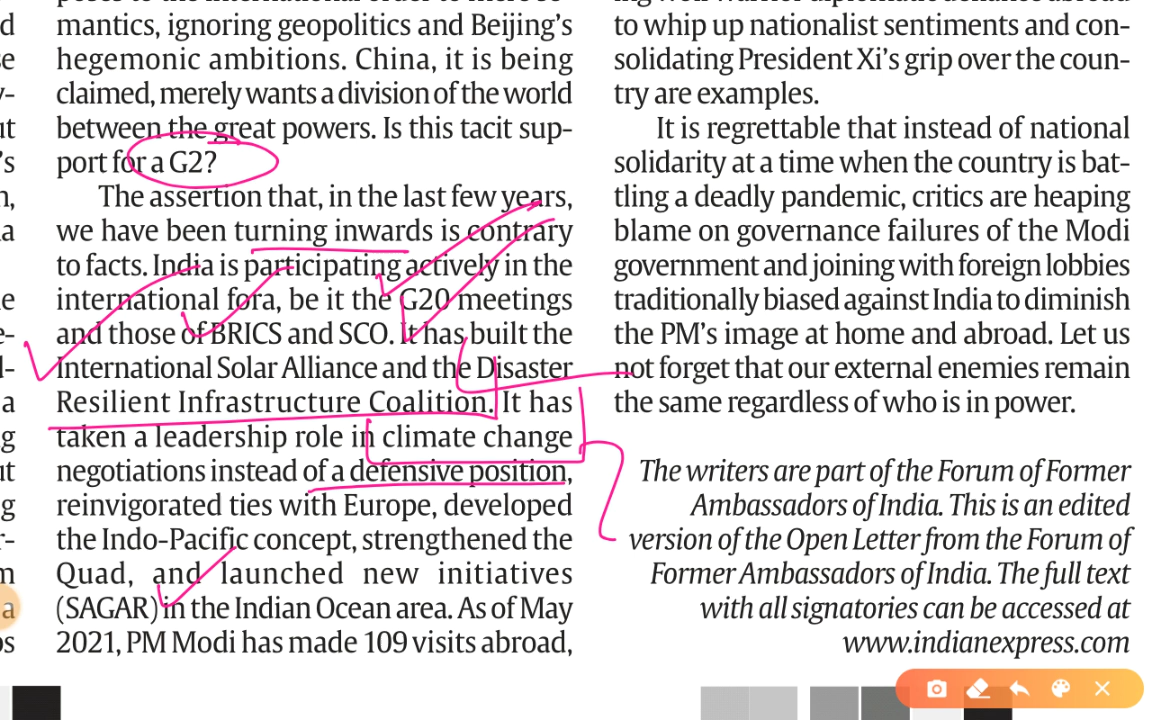 mantics, ignoring geopolitics and Beijing's
hegemonic ambitions. China, it is being
claimed, merely wants a division of the world
between the great powers. Is this tacit sup-
port for a G2?
The assertion that, in the last few years,
we have been turning inwards is contrary
to facts. India is participating actively in the
international fora, be it the G20 meetings
and those of BRICS and SCO. It has built the
International Solar Alliance and the Disaster
Resilient Infrastructure Coalition. It has
taken a leadership role in climate change
negotiations instead of a defensive position,
reinvigorated ties with Europe, developed
the Indo-Pacific concept, strengthened the
Quad, and launched new initiatives
(SAGAR) in the Indian Ocean area. As of May
2021, PM Modi has made 109 visits abroad,
to whip up nationalist sentiments and con-
solidating President Xi's grip over the coun-
try are examples.
It is regrettable that instead of national
solidarity at a time when the country is bat-
tling a deadly pandemic, critics are heaping
blame on governance failures of the Modi
government and joining with foreign lobbies
traditionally biased against India to diminish
the PM's image at home and abroad. Let us
not forget that our external enemies remain
the same regardless of who is in power.
The writers are part of the Forum of Former
Ambassadors of India. This is an edited
version of the Open Letter from the Forum of
Former Ambassadors of India. The full text
with all signatories can be accessed at
www.indianexpress.com